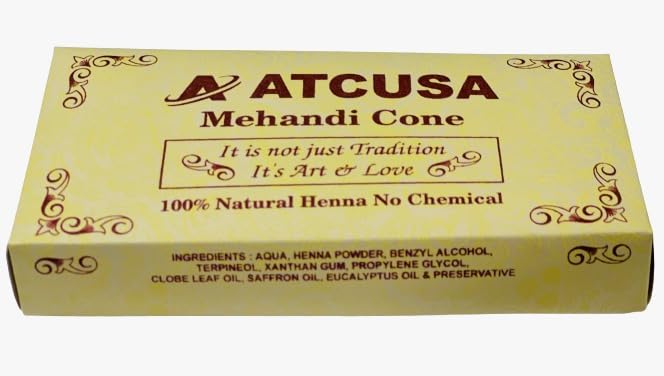 ATCUSA
Mehandi Cone
It is not just Tradition
It's Art & Love
100% Natural Henna No Chemical
INGREDIENTS : AQUA, HENNA POWDER, BENZYL ALCOHOL,
TERPINEOL, XANTHAN GUM, PROPYLENE GLYCOL,
CLOBE LEAF OIL, SAFFRON OIL, EUCALYPTUS OIL & PRESERVATIVE